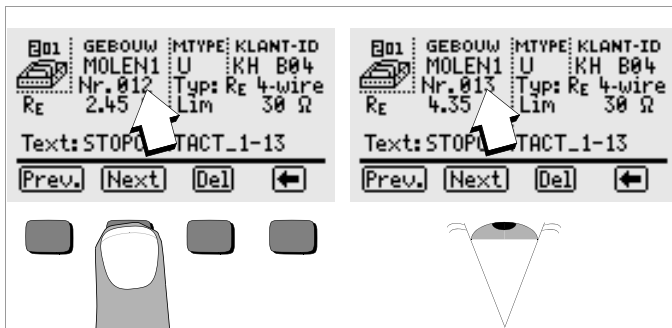 01 GEBOUW MTYPE KLANT-ID
MOLEN1 U KH B04
Nr. 012 Typ: RE 4-wire
RE 2.45 Lim 30 Ω
Text: STOPC TACT_1-13
Prev. Next Del
01 GEBOUW MTYPE KLANT-ID
MOLEN1 U KH B04
Nr. 013 Typ: RE 4-wire
RE 4.35 Lim 30 Ω
Text: STOPC TACT_1-13
Prev. Next Del